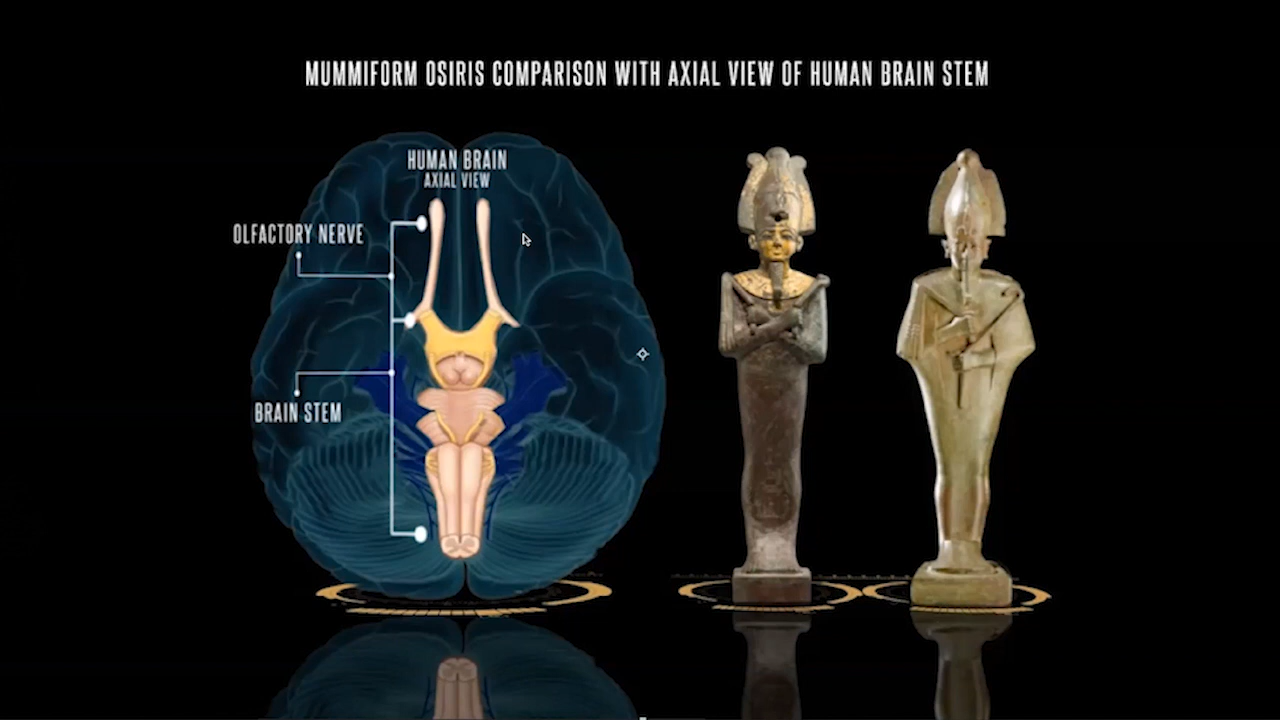 MUMMIFORM OSIRIS COMPARISON WITH AXIAL VIEW OF HUMAN BRAIN STEM
HUMAN BRAIN
AXIAL VIEW
OLFACTORY NERVE
BRAIN STEM